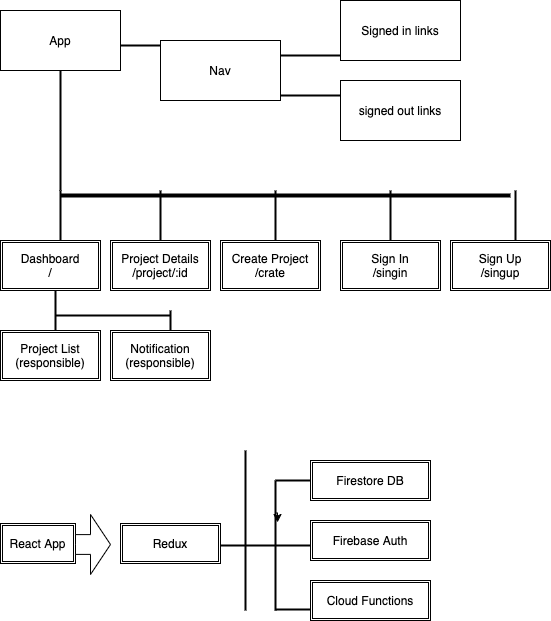 App
Nav
Signed in links
signed out links
Dashboard
/
Project Details
/project/:id
Create Project
/crate
Sign In
/singin
Sign Up
/singup
Project List
(responsible)
Notification
(responsible)
Firestore DB
React App
Redux
Firebase Auth
Cloud Functions